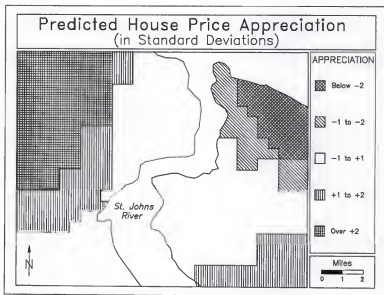 Predicted House Price Appreciation
(in Standard Deviations)
APPRECIATION
Below -2
-1 to -2
-1 to +1
+1 to +2
Over +2
St. Johns
River
N
Miles
0 1 2